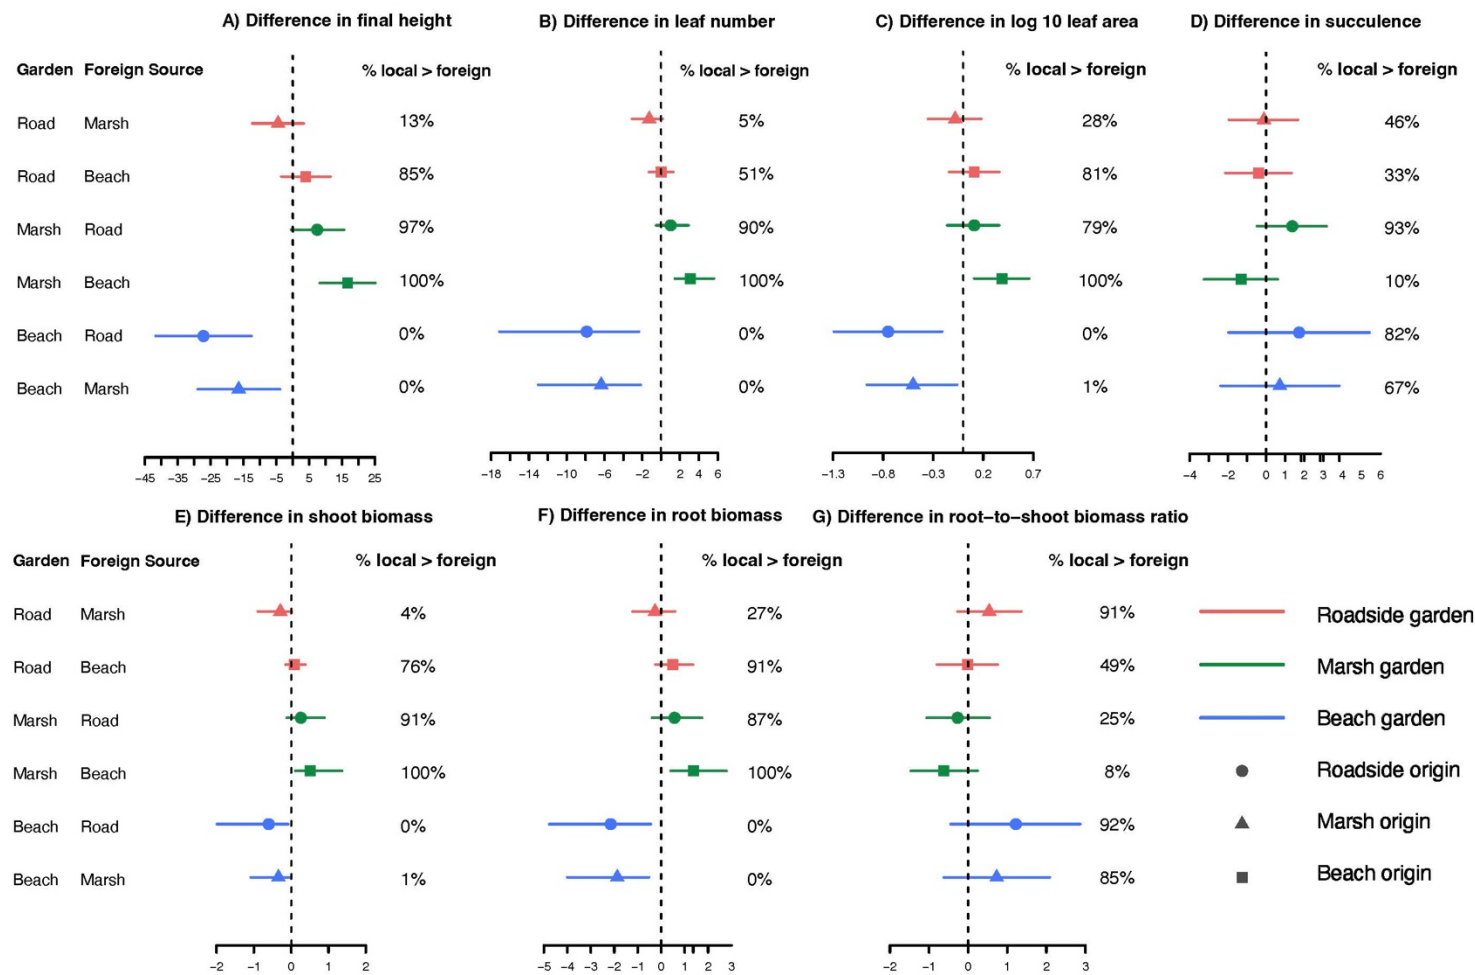 A) Difference in final height B) Difference in leaf number C) Difference in log 10 leaf area D) Difference in succulence
Garden Foreign Source % local > foreign % local > foreign % local > foreign % local > foreign
Road Marsh 13% 5% 28% 46%
Road Beach 85% 51% 81% 33%
Marsh Road 97% 90% 79% 93%
Marsh Beach 100% 100% 100% 10%
Beach Road 0% 0% 0% 82%
Beach Marsh 0% 0% 1% 67%
−45 −35 −25 −15 −5 5 15 25 −18 −14 −10 −6 −2 2 4 6 −1.3 −0.8 −0.3 0.2 0.7 −4 −2 0 1 2 3 4 6
E) Difference in shoot biomass F) Difference in root biomass G) Difference in root−to−shoot biomass ratio
Garden Foreign Source % local > foreign % local > foreign % local > foreign
Road Marsh 4% 27% 91% Roadside garden
Road Beach 76% 91% 49% Marsh garden
Marsh Road 91% 87% 25% Beach garden
Marsh Beach 100% 100% 8% Roadside origin
Beach Road 0% 0% 92% Marsh origin
Beach Marsh 1% 0% 85% Beach origin
−2 −1 0 1 2 −5 −4 −3 −2 −1 0 1 2 3 −2 −1 0 1 2 3